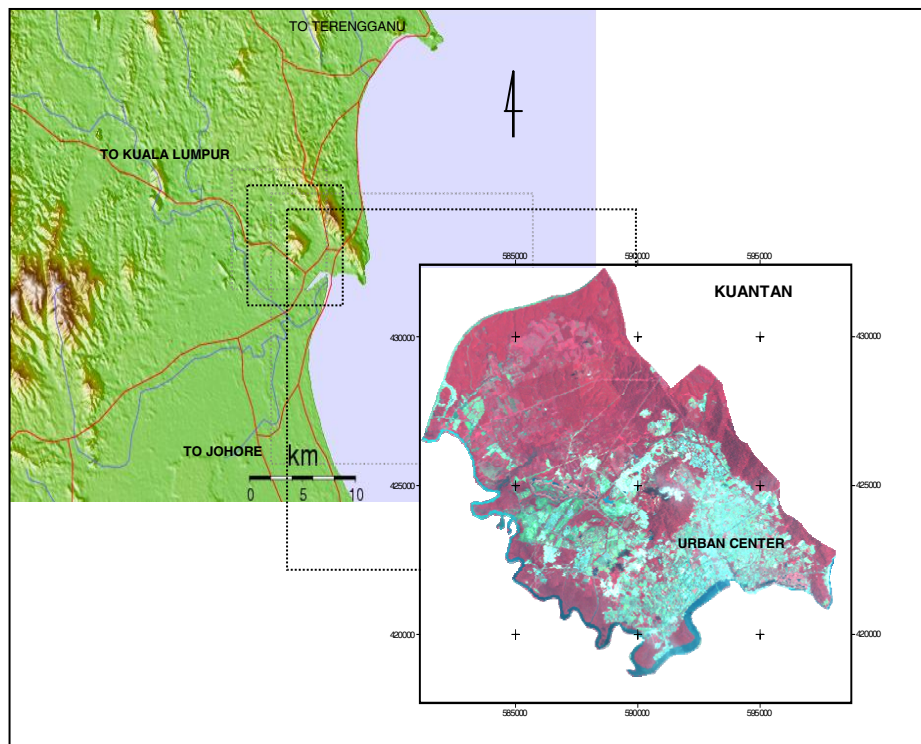 TO TERENGGANU
TO KUALA LUMPUR
TO JOHORE
km
0 5 10
585000 590000 595000
KUANTAN
430000 430000
425000 425000
URBAN CENTER
420000 420000
585000 590000 595000